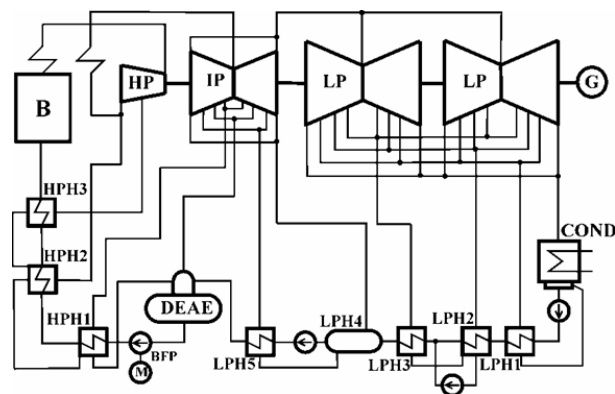 HP
IP
LP
LP
G
B
HPH3
HPH2
COND
DEAE
HPH1
LPH4
LPH2
BFP
M
LPH5
LPH3
LPH1